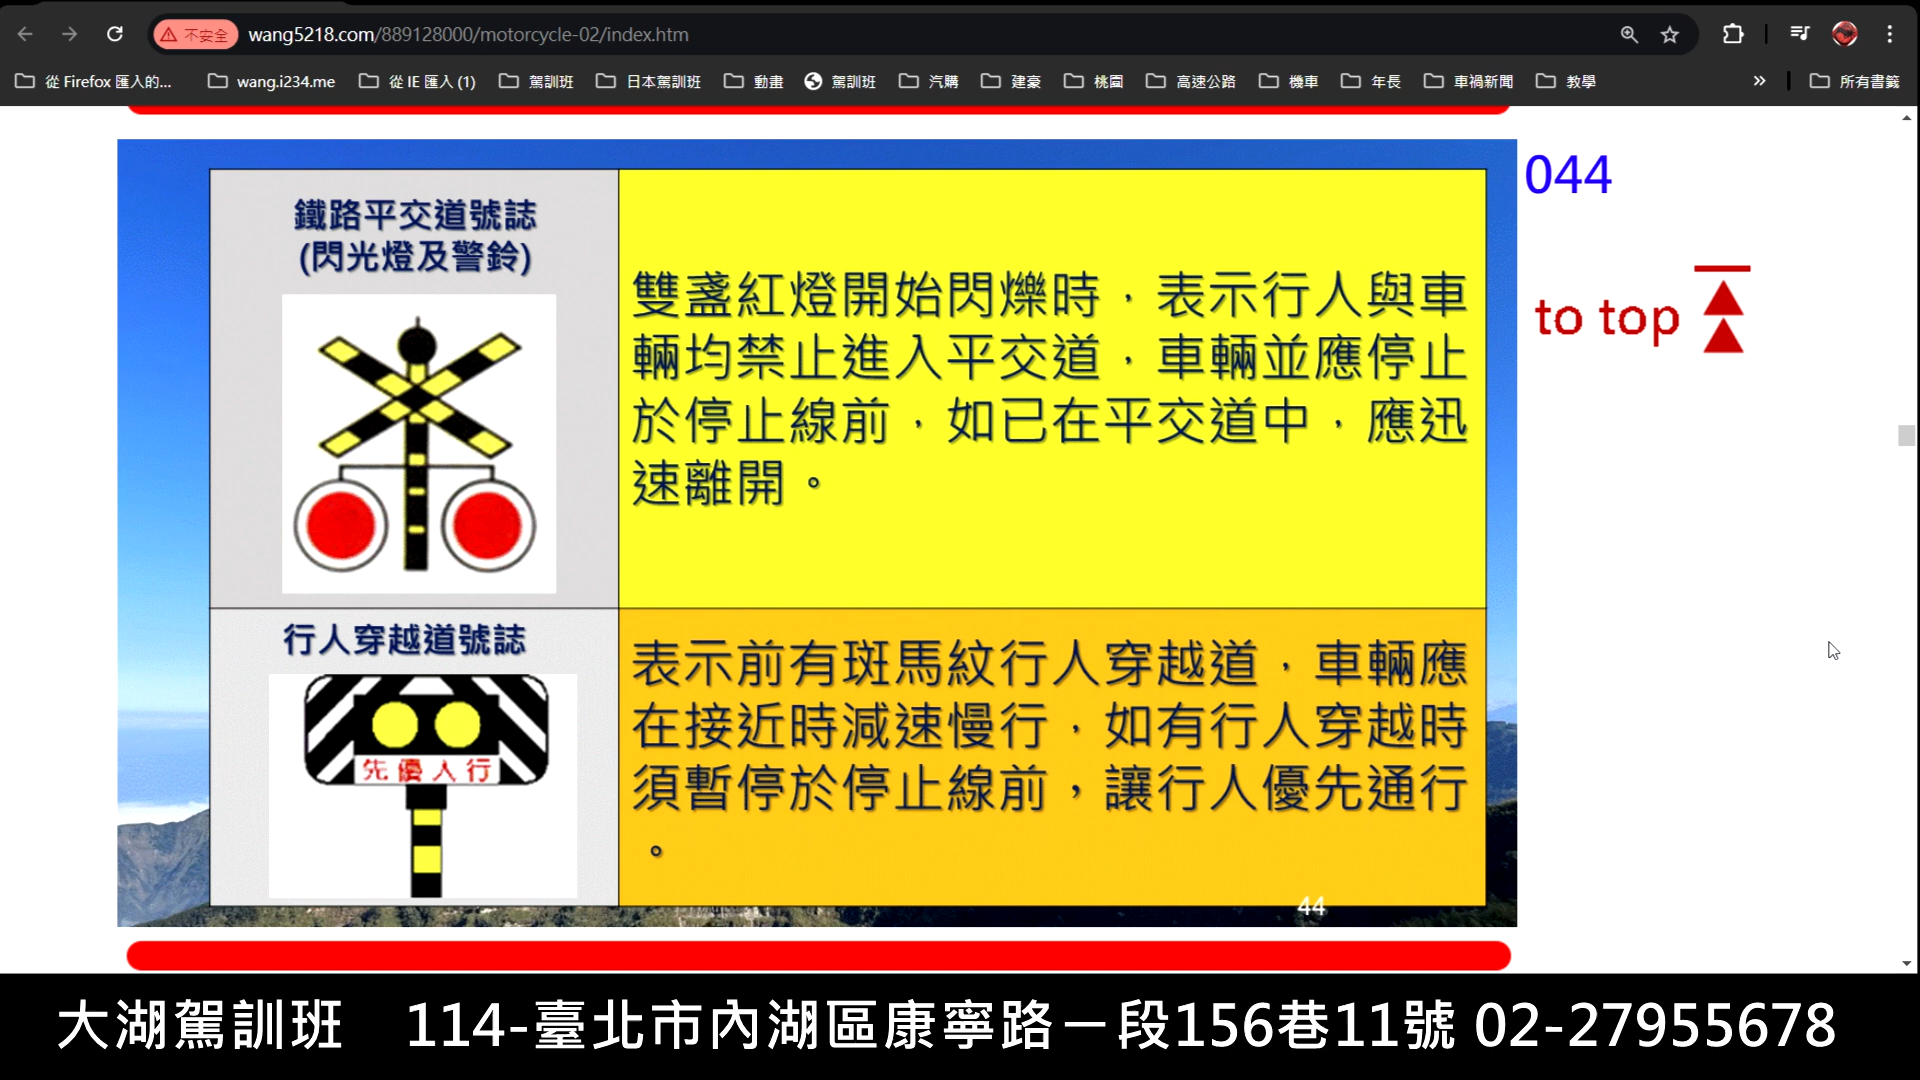 不安全 wang5218.com/889128000/motorcycle-02/index.htm
從 Firefox 匯入的... wang.i234.me 從 IE 匯入 (1) 駕訓班 日本駕訓班 動畫 駕訓班 汽購 建豪 桃園 高速公路 機車 年長 車禍新聞 教學 » 所有書籤
044
to top
鐵路平交道號誌
(閃光燈及警鈴)
雙盞紅燈開始閃爍時，表示行人與車
輛均禁止進入平交道，車輛並應停止
於停止線前，如已在平交道中，應迅
速離開。
行人穿越道號誌
先優人行
表示前有斑馬紋行人穿越道，車輛應
在接近時減速慢行，如有行人穿越時
須暫停於停止線前，讓行人優先通行
。
44
大湖駕訓班 114-臺北市內湖區康寧路一段156巷11號 02-27955678